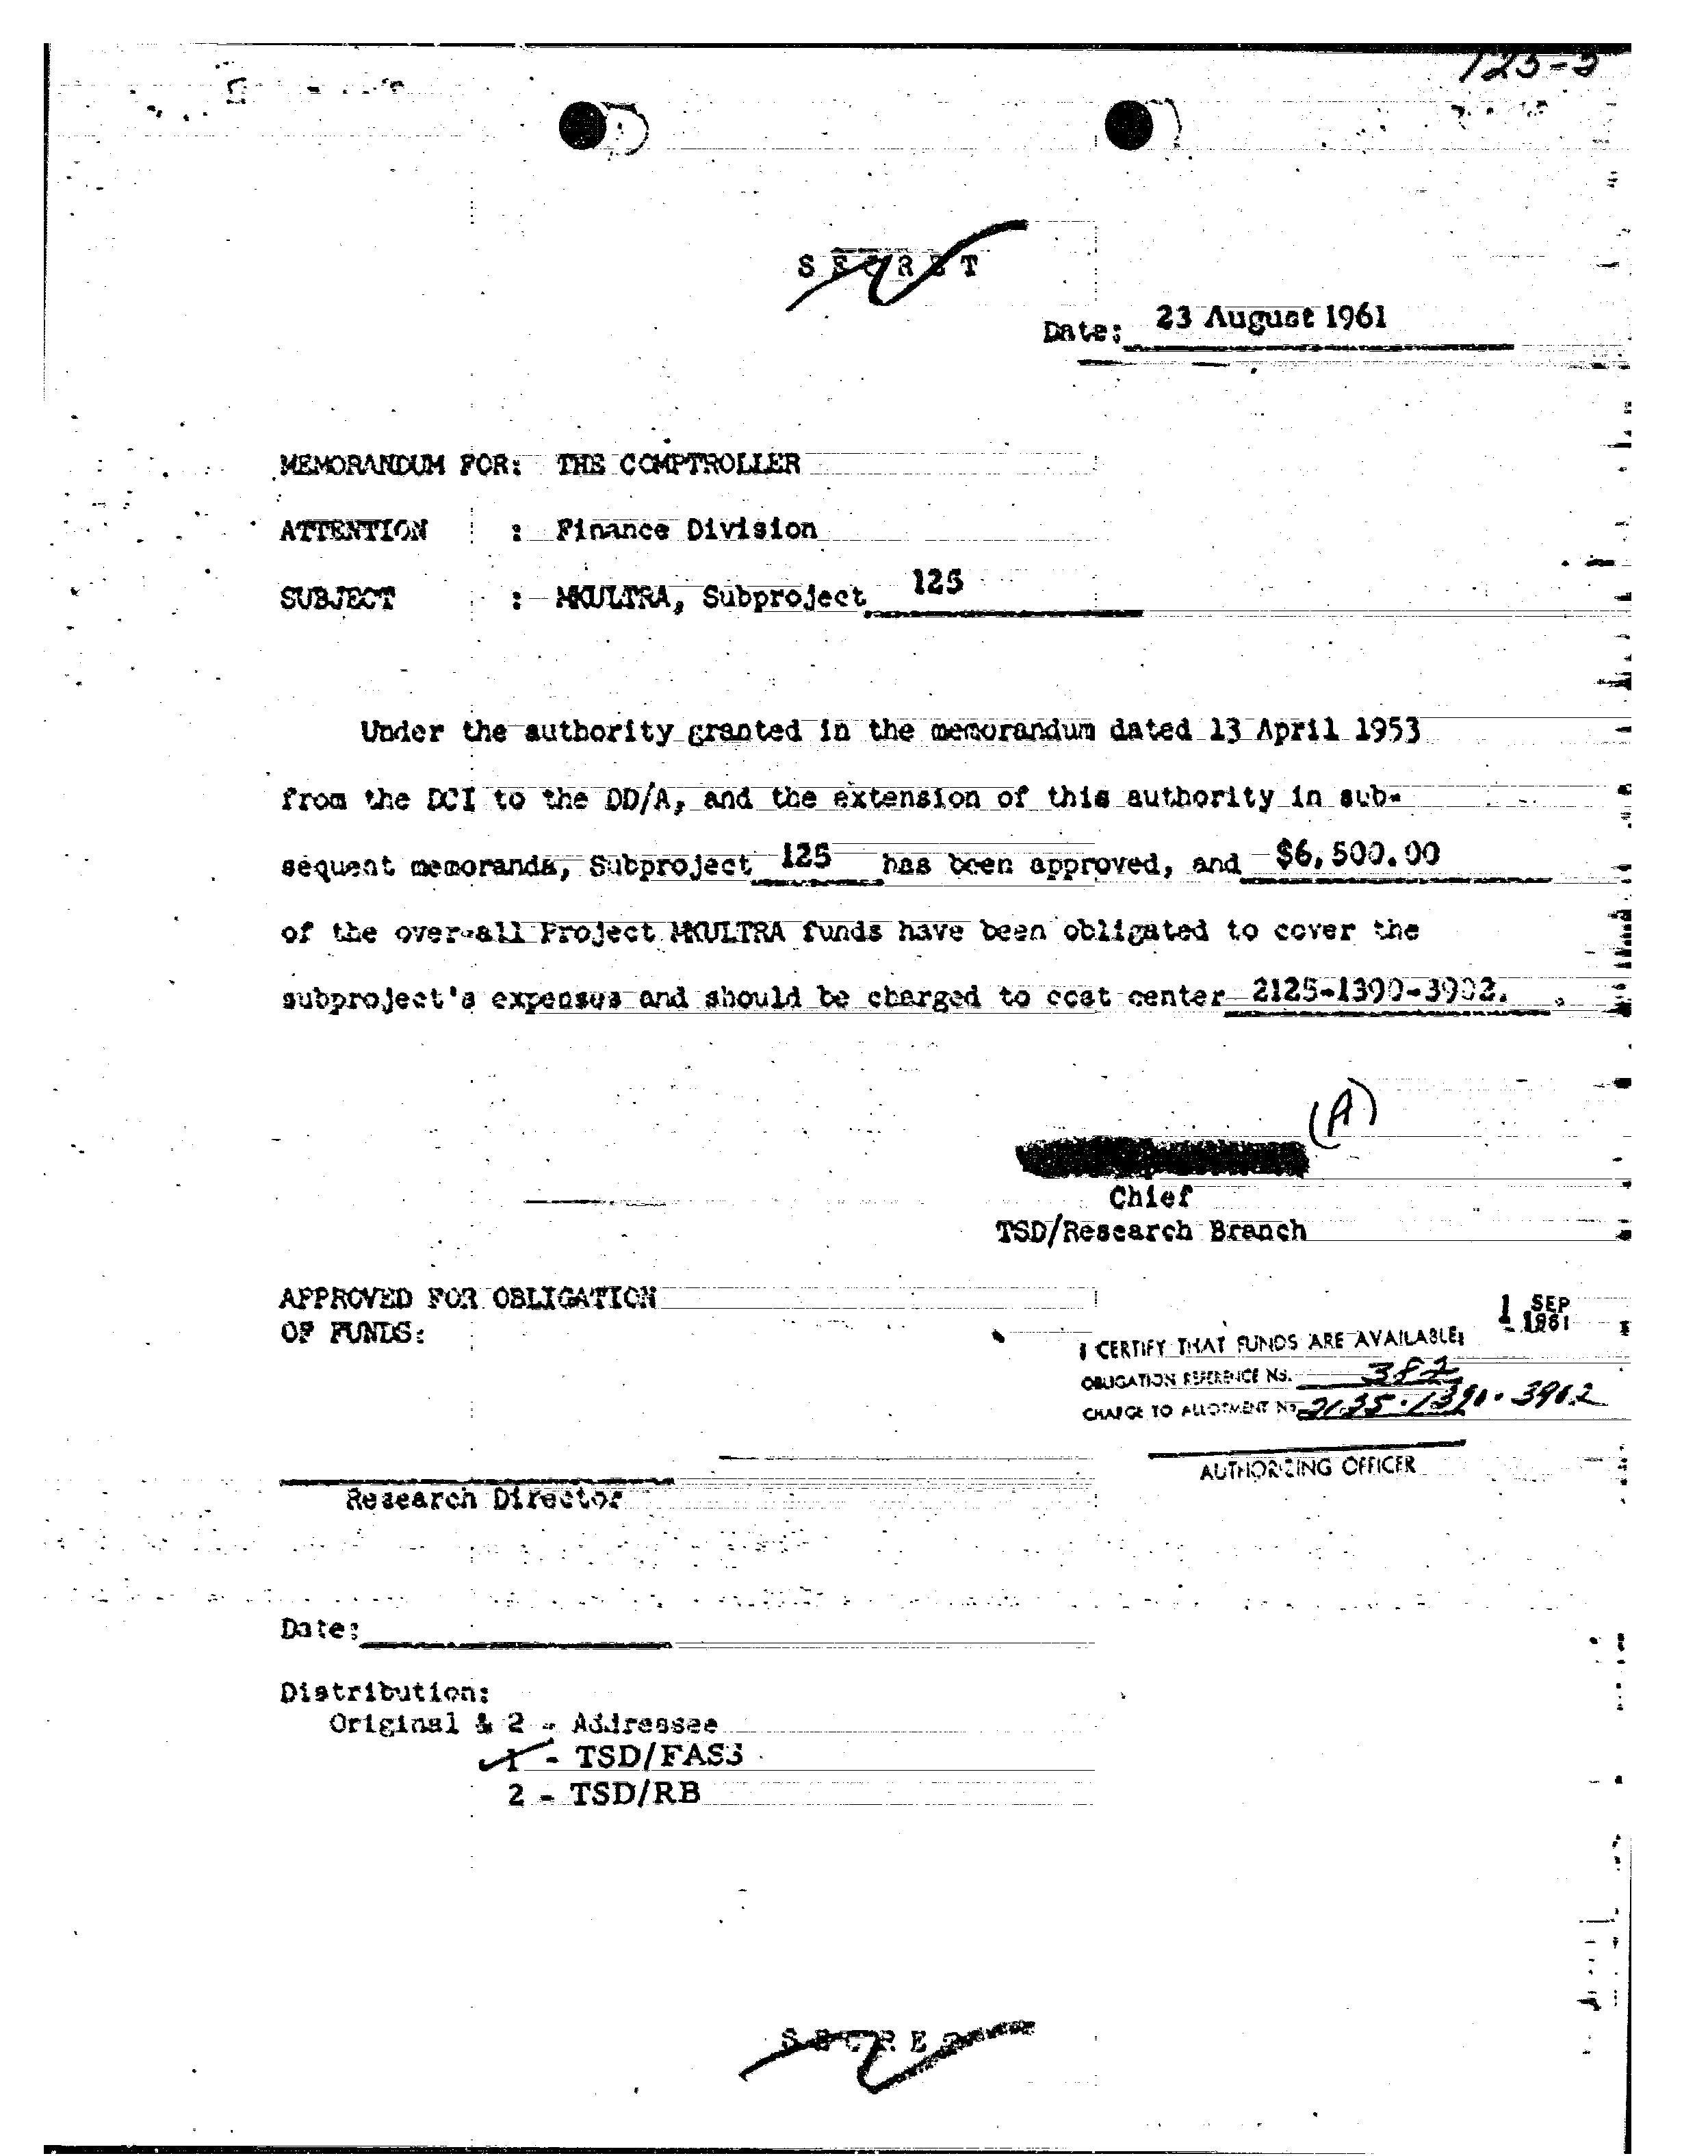 125-3
SECRET
Date: 23 August 1961
MEMORANDUM FOR: THE COMPTROLLER
ATTENTION : Finance Division
SUBJECT : MKULTRA, Subproject 125
Under the authority granted in the memorandum dated 13 April 1953
from the DCI to the DD/A, and the extension of this authority in sub-
sequent memoranda, Subproject 125 has been approved, and $6,500.00
of the over-all Project MKULTRA funds have been obligated to cover the
subproject's expenses and should be charged to cost center 2125-1390-3902.
(A)
Chief
TSD/Research Branch
APPROVED FOR OBLIGATION
OF FUNDS:
1 SEP 1961
I CERTIFY THAT FUNDS ARE AVAILABLE:
OBLIGATION REFERENCE NO. 382
CHARGE TO ALLOTMENT NO.
AUTHORIZING OFFICER
Research Director
Date:
Distribution:
Original & 2 - Addressee
1 - TSD/FASB
2 - TSD/RB
SECRET